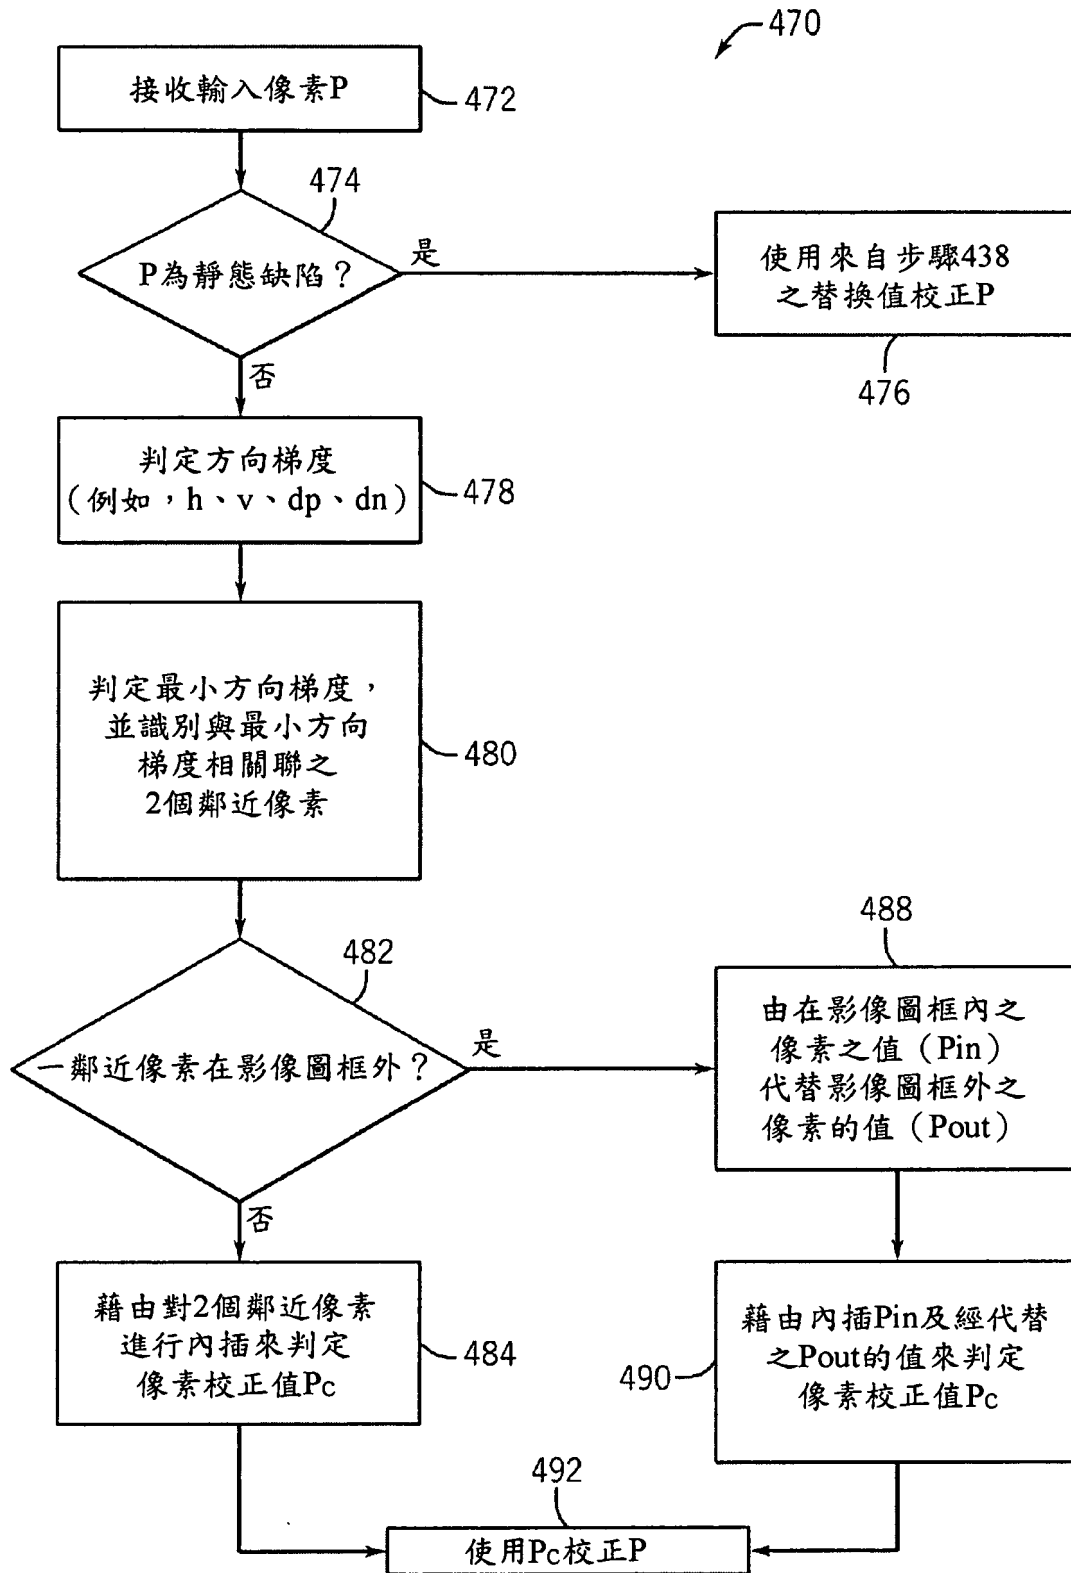 470
接收輸入像素P
472
474
P為靜態缺陷？
是
使用來自步驟438
之替換值校正P
476
否
判定方向梯度
（例如，h、v、dp、dn）
478
判定最小方向梯度，
並識別與最小方向
梯度相關聯之
2個鄰近像素
480
482
一鄰近像素在影像圖框外？
是
488
由在影像圖框內之
像素之值（Pin）
代替影像圖框外之
像素的值（Pout）
否
藉由對2個鄰近像素
進行內插來判定
像素校正值Pc
484
藉由內插Pin及經代替
之Pout的值來判定
像素校正值Pc
490
492
使用Pc校正P